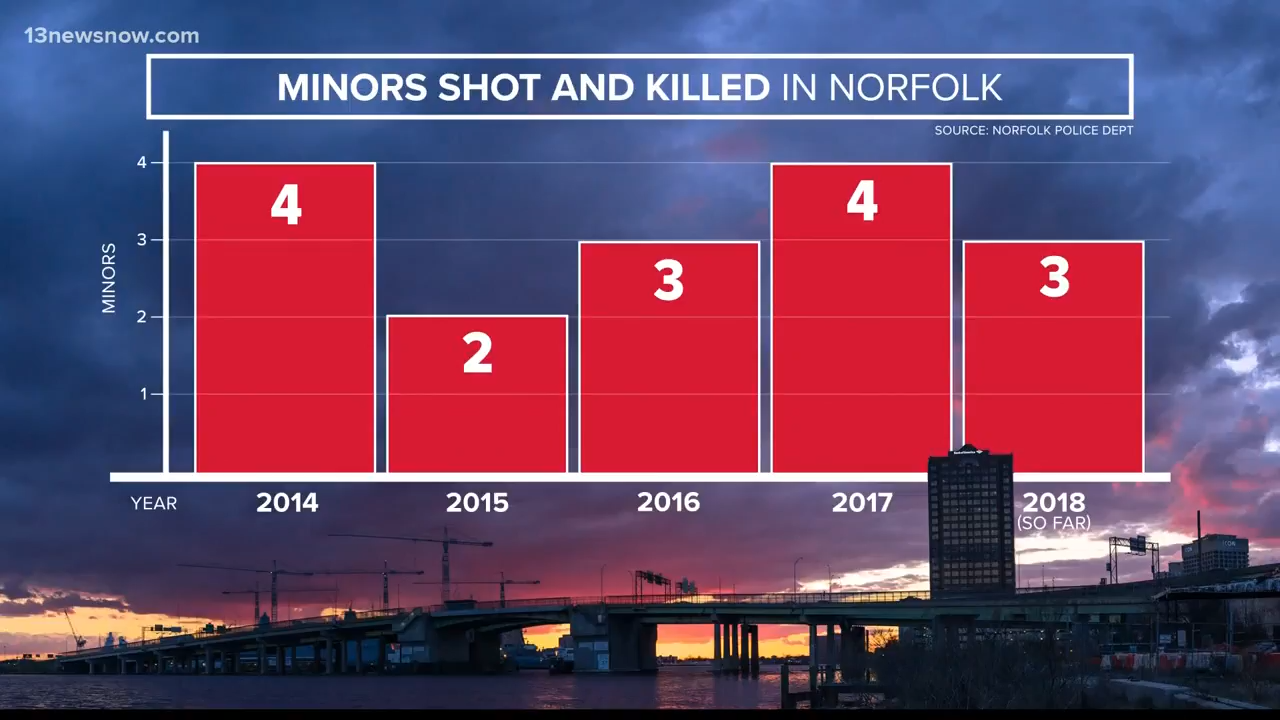 13newsnow.com
MINORS SHOT AND KILLED IN NORFOLK
SOURCE: NORFOLK POLICE DEPT
4
3
2
1
MINORS
4
2
3
4
3
YEAR
2014
2015
2016
2017
2018
(SO FAR)